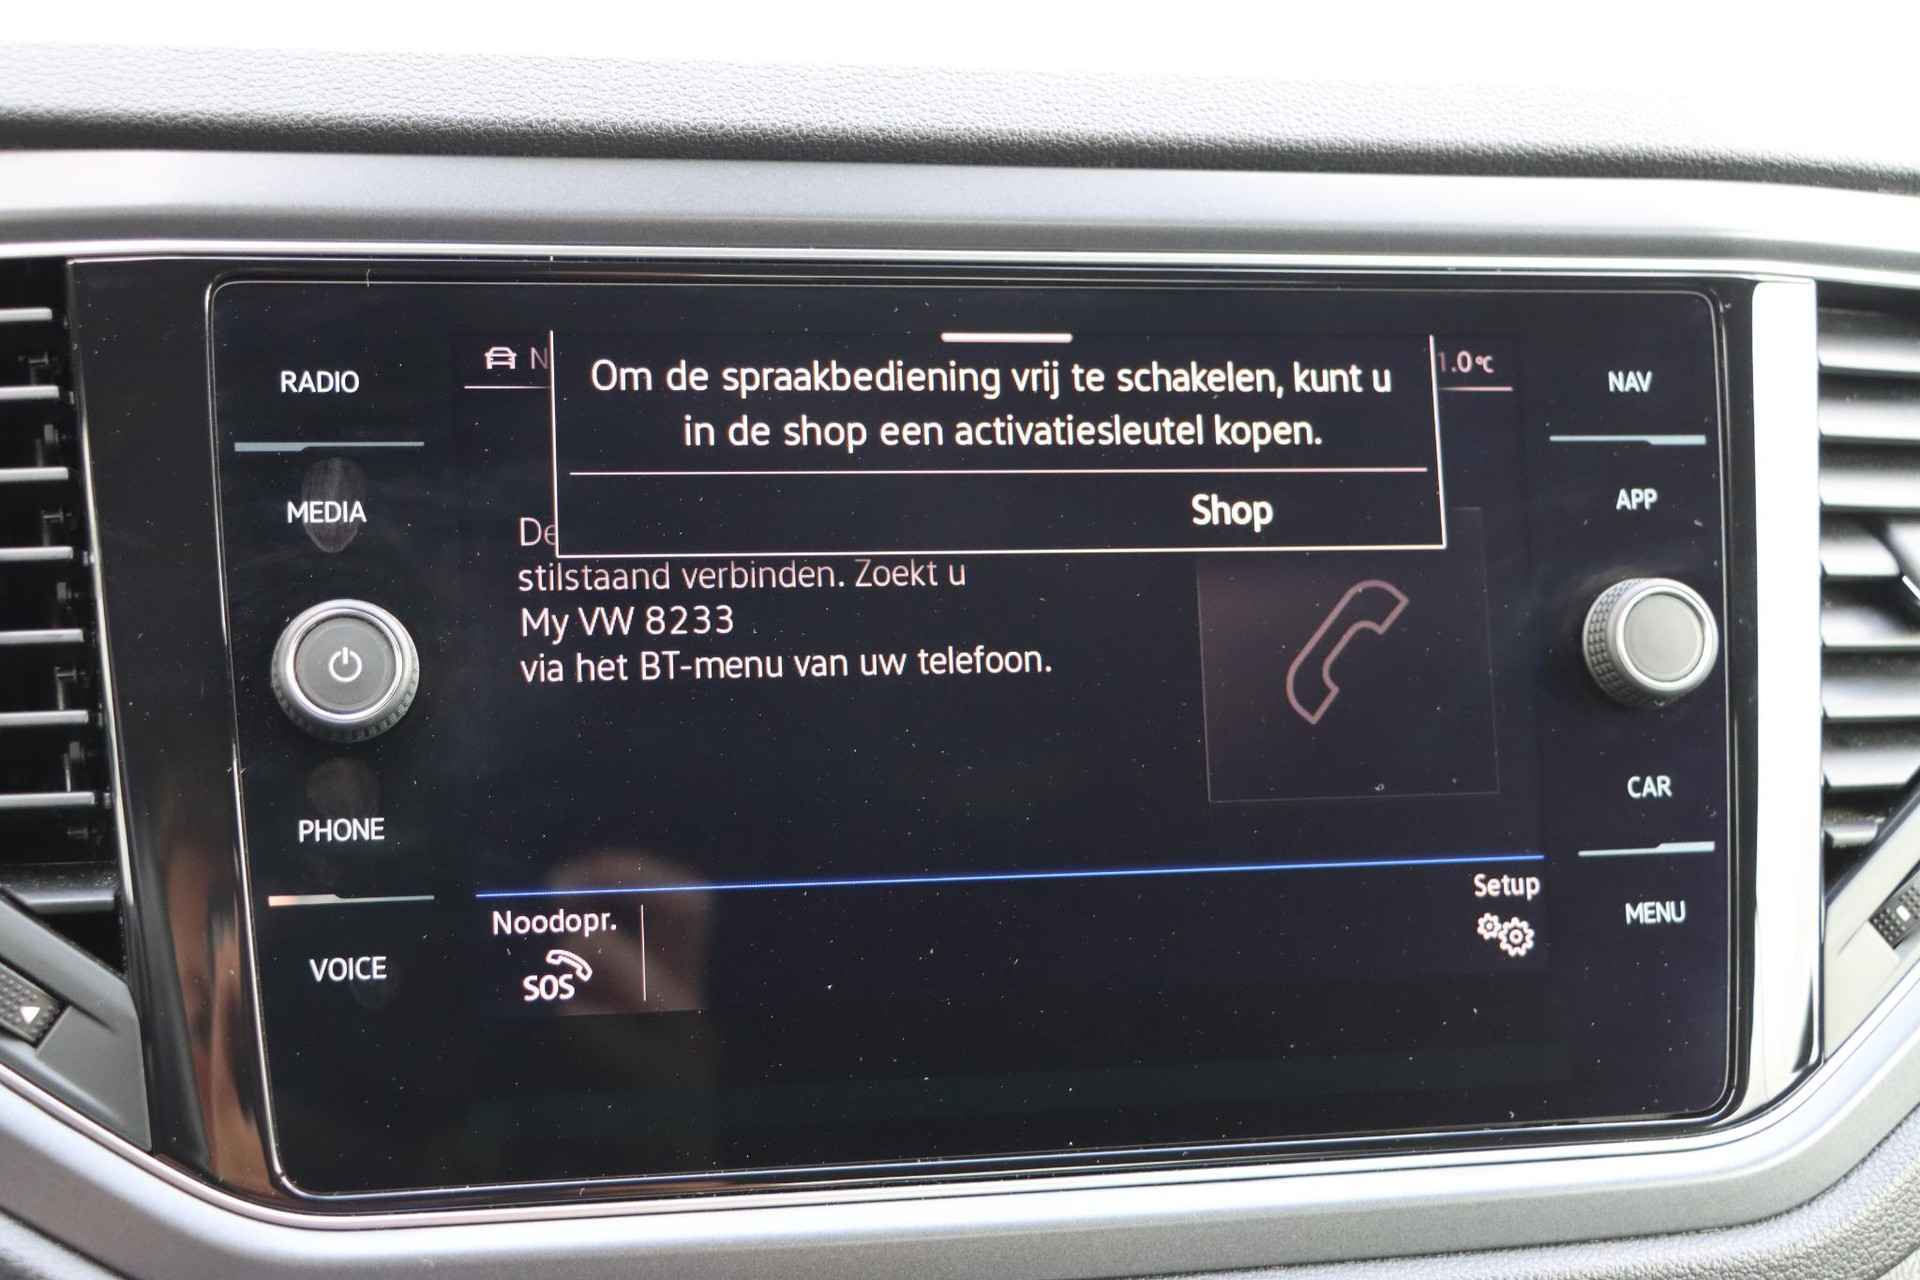 RADIO
MEDIA
PHONE
VOICE
Om de spraakbediening vrij te schakelen, kunt u
in de shop een activatiesleutel kopen.
Shop
stilstaand verbinden. Zoekt u
My VW 8233
via het BT-menu van uw telefoon.
Noodopr.
SOS
Setup
NAV
APP
CAR
MENU